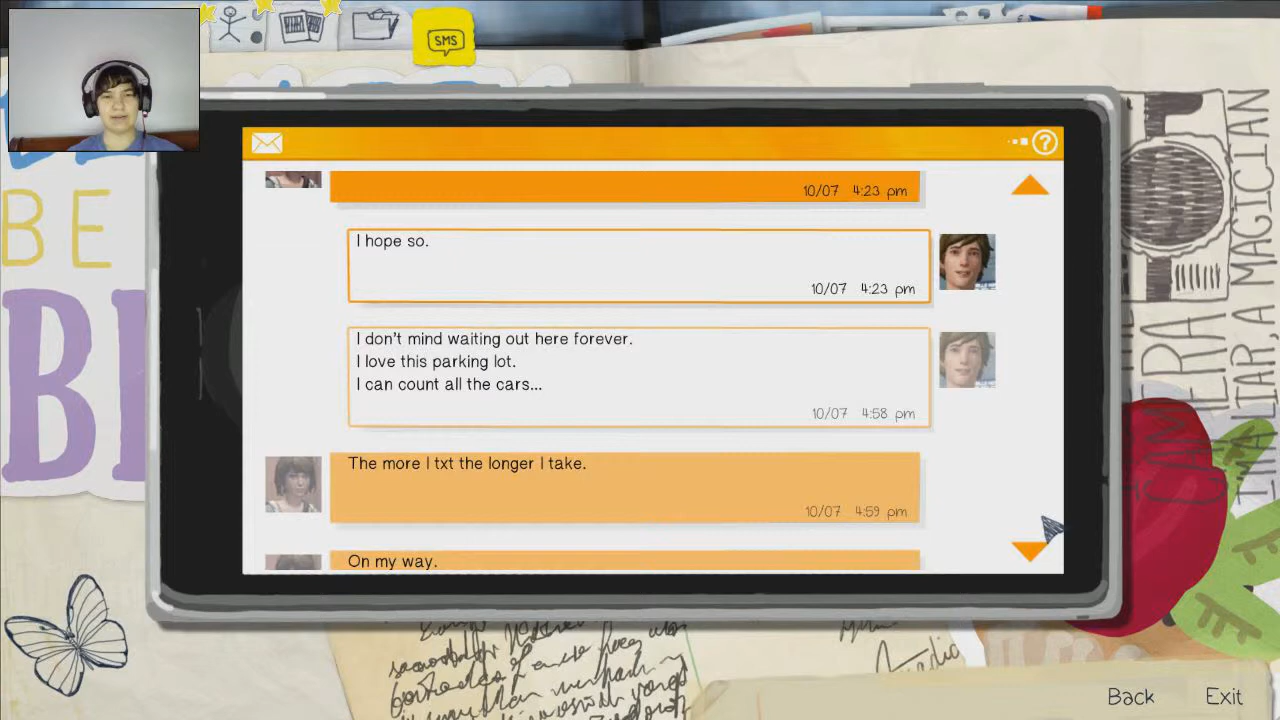 SMS
?
10/07 4:23 pm
I hope so.
10/07 4:23 pm
I don't mind waiting out here forever.
I love this parking lot.
I can count all the cars...
10/07 4:58 pm
The more I txt the longer I take.
10/07 4:59 pm
On my way.
BE
Back
Exit
CAMERA
A MAGICIAN